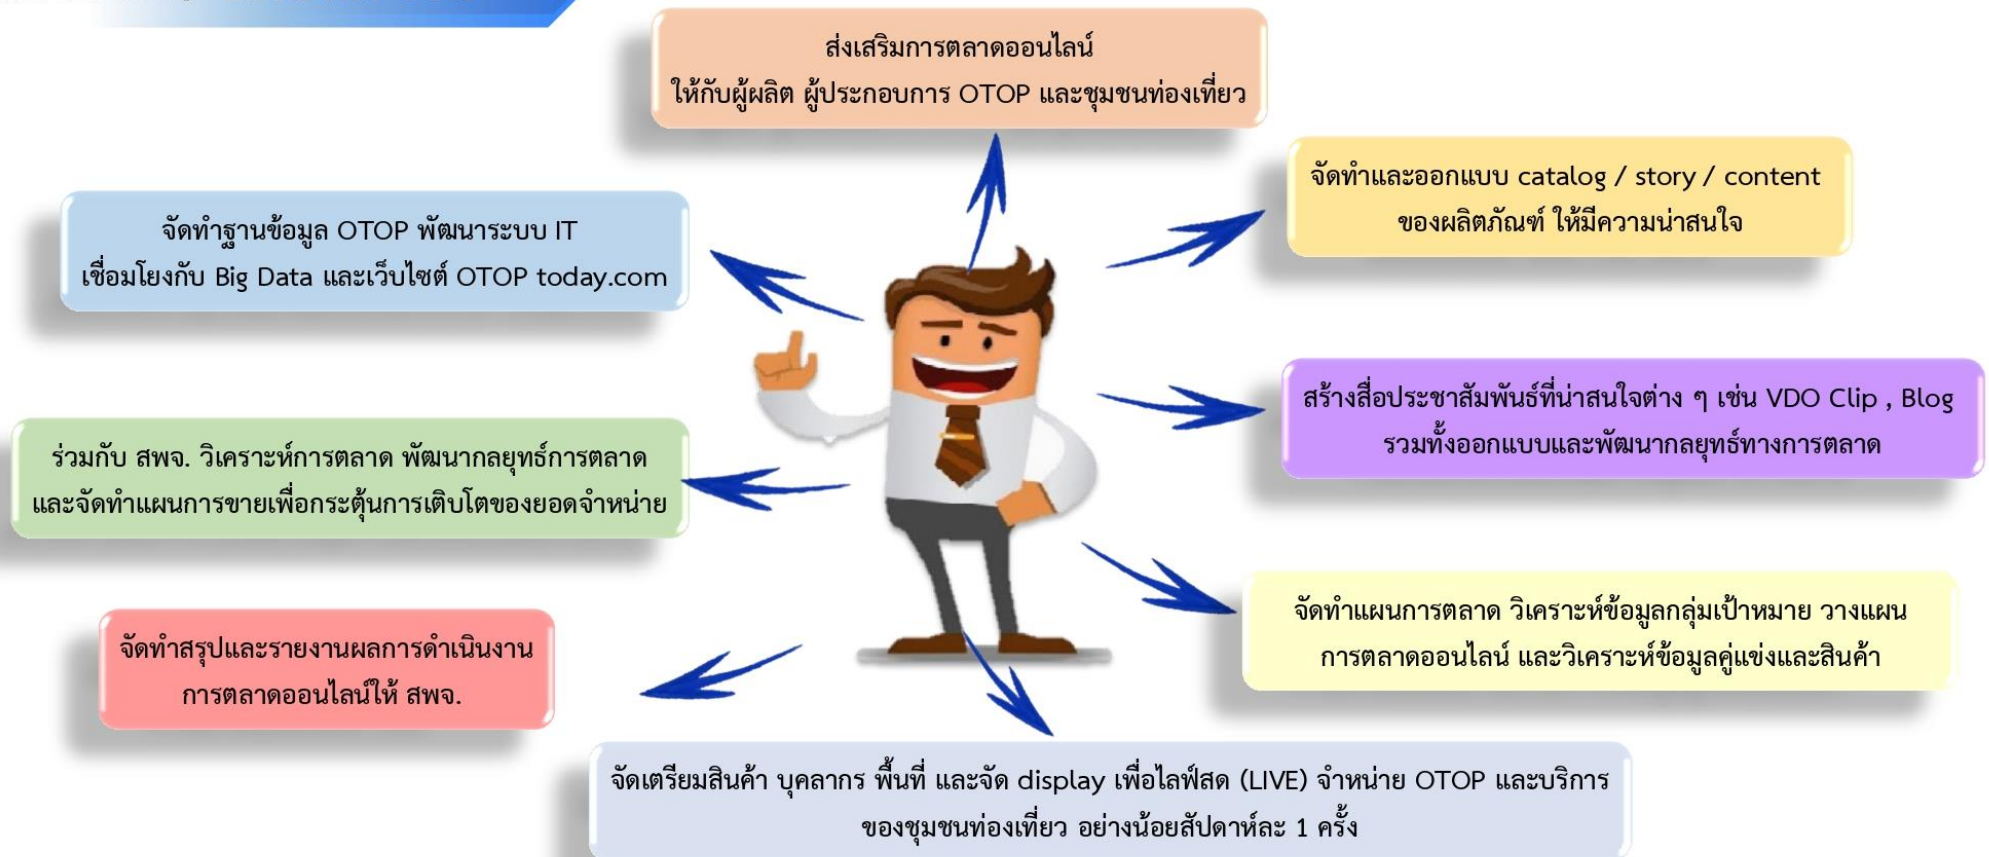 ส่งเสริมการตลาดออนไลน์
ให้กับผู้ผลิต ผู้ประกอบการ OTOP และชุมชนท่องเที่ยว
จัดทำและออกแบบ catalog / story / content
ของผลิตภัณฑ์ ให้มีความน่าสนใจ
จัดทำฐานข้อมูล OTOP พัฒนาระบบ IT
เชื่อมโยงกับ Big Data และเว็บไซต์ OTOP today.com
สร้างสื่อประชาสัมพันธ์ที่น่าสนใจต่าง ๆ เช่น VDO Clip , Blog
รวมทั้งออกแบบและพัฒนากลยุทธ์ทางการตลาด
ร่วมกับ สพจ. วิเคราะห์การตลาด พัฒนากลยุทธ์การตลาด
และจัดทำแผนการขายเพื่อกระตุ้นการเติบโตของยอดจำหน่าย
จัดทำแผนการตลาด วิเคราะห์ข้อมูลกลุ่มเป้าหมาย วางแผน
การตลาดออนไลน์ และวิเคราะห์ข้อมูลคู่แข่งและสินค้า
จัดทำสรุปและรายงานผลการดำเนินงาน
การตลาดออนไลน์ให้ สพจ.
จัดเตรียมสินค้า บุคลากร พื้นที่ และจัด display เพื่อไลฟ์สด (LIVE) จำหน่าย OTOP และบริการ
ของชุมชนท่องเที่ยว อย่างน้อยสัปดาห์ละ 1 ครั้ง